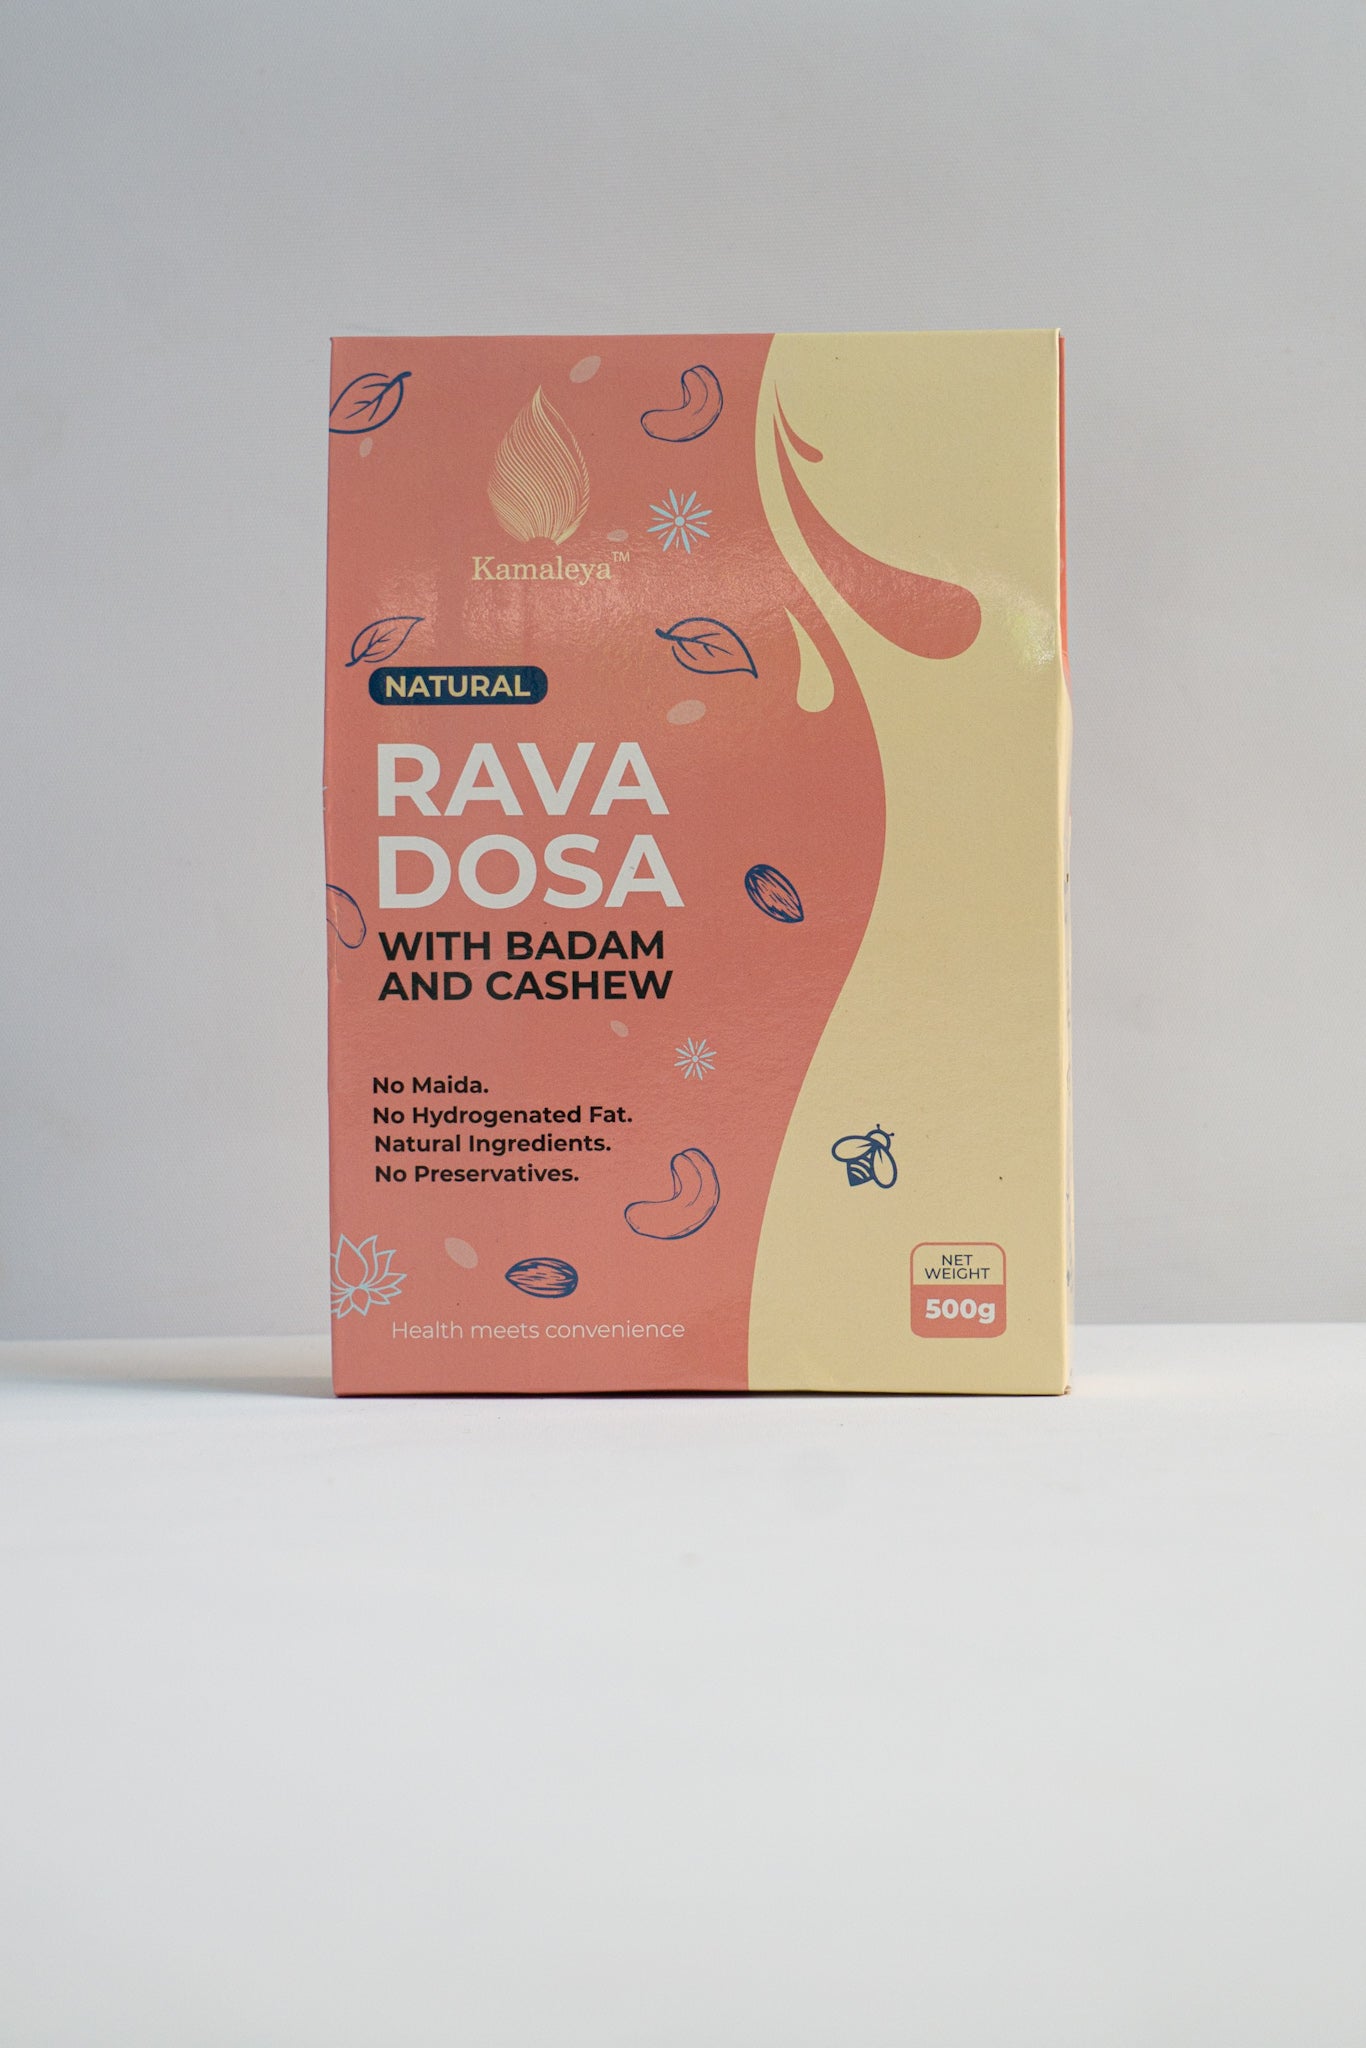 Kamaleya™
NATURAL
RAVA
DOSA
WITH BADAM
AND CASHEW
No Maida.
No Hydrogenated Fat.
Natural Ingredients.
No Preservatives.
Health meets convenience
NET
WEIGHT
500g